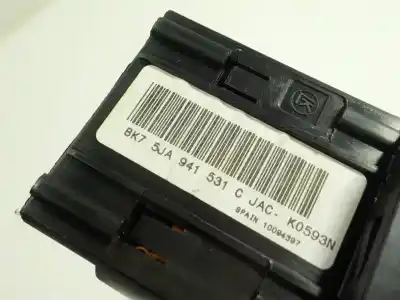 8K7 5JA 941 531 C JAC- K0593N
SPAIN 10094397